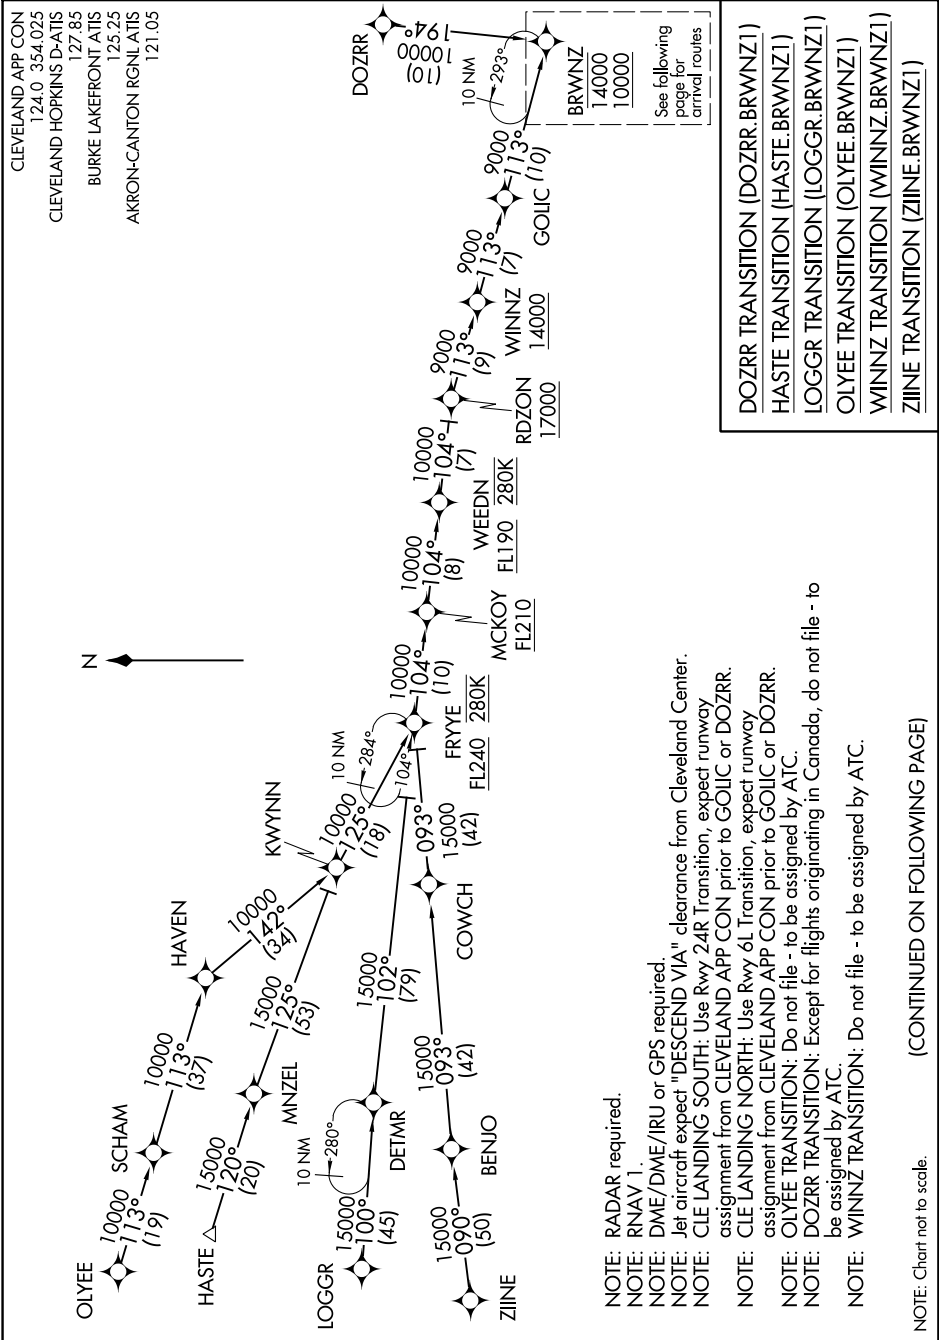 CLEVELAND APP CON
124.0 354.025
CLEVELAND HOPKINS D-ATIS
127.85
BURKE LAKEFRONT ATIS
125.25
AKRON-CANTON RGNL ATIS
121.05
N
OLYEE
10000
113°
(19)
SCHAM
10000
113°
(37)
HAVEN
10000
142°
(34)
HASTE
15000
120°
(20)
MNZEL
15000
125°
(53)
KWYNN
10000
125°
(18)
LOGGR
15000
100°
(45)
10 NM
280°
DETMR
15000
102°
(79)
10 NM
284°
104°
ZIINE
15000
090°
(50)
BENJO
15000
093°
(42)
COWCH
093°
15000
(42)
FRYYE
FL240 280K
10000
104°
(10)
MCKOY
FL210
10000
104°
(8)
WEEDN
FL190 280K
10000
104°
(7)
RDZON
17000
9000
113°
(9)
WINNZ
14000
9000
113°
(7)
GOLIC
9000
113°
(10)
10 NM
293°
DOZRR
194°
10000
(10)
BRWNZ
14000
10000
See following
page for
arrival routes
DOZRR TRANSITION (DOZRR.BRWNZ1)
HASTE TRANSITION (HASTE.BRWNZ1)
LOGGR TRANSITION (LOGGR.BRWNZ1)
OLYEE TRANSITION (OLYEE.BRWNZ1)
WINNZ TRANSITION (WINNZ.BRWNZ1)
ZIINE TRANSITION (ZIINE.BRWNZ1)
NOTE: RADAR required.
NOTE: RNAV 1.
NOTE: DME/DME/IRU or GPS required.
NOTE: Jet aircraft expect "DESCEND VIA" clearance from Cleveland Center.
NOTE: CLE LANDING SOUTH: Use Rwy 24R Transition, expect runway
assignment from CLEVELAND APP CON prior to GOLIC or DOZRR.
NOTE: CLE LANDING NORTH: Use Rwy 6L Transition, expect runway
assignment from CLEVELAND APP CON prior to GOLIC or DOZRR.
NOTE: OLYEE TRANSITION: Do not file - to be assigned by ATC.
NOTE: DOZRR TRANSITION: Except for flights originating in Canada, do not file - to
be assigned by ATC.
NOTE: WINNZ TRANSITION: Do not file - to be assigned by ATC.
(CONTINUED ON FOLLOWING PAGE)
NOTE: Chart not to scale.